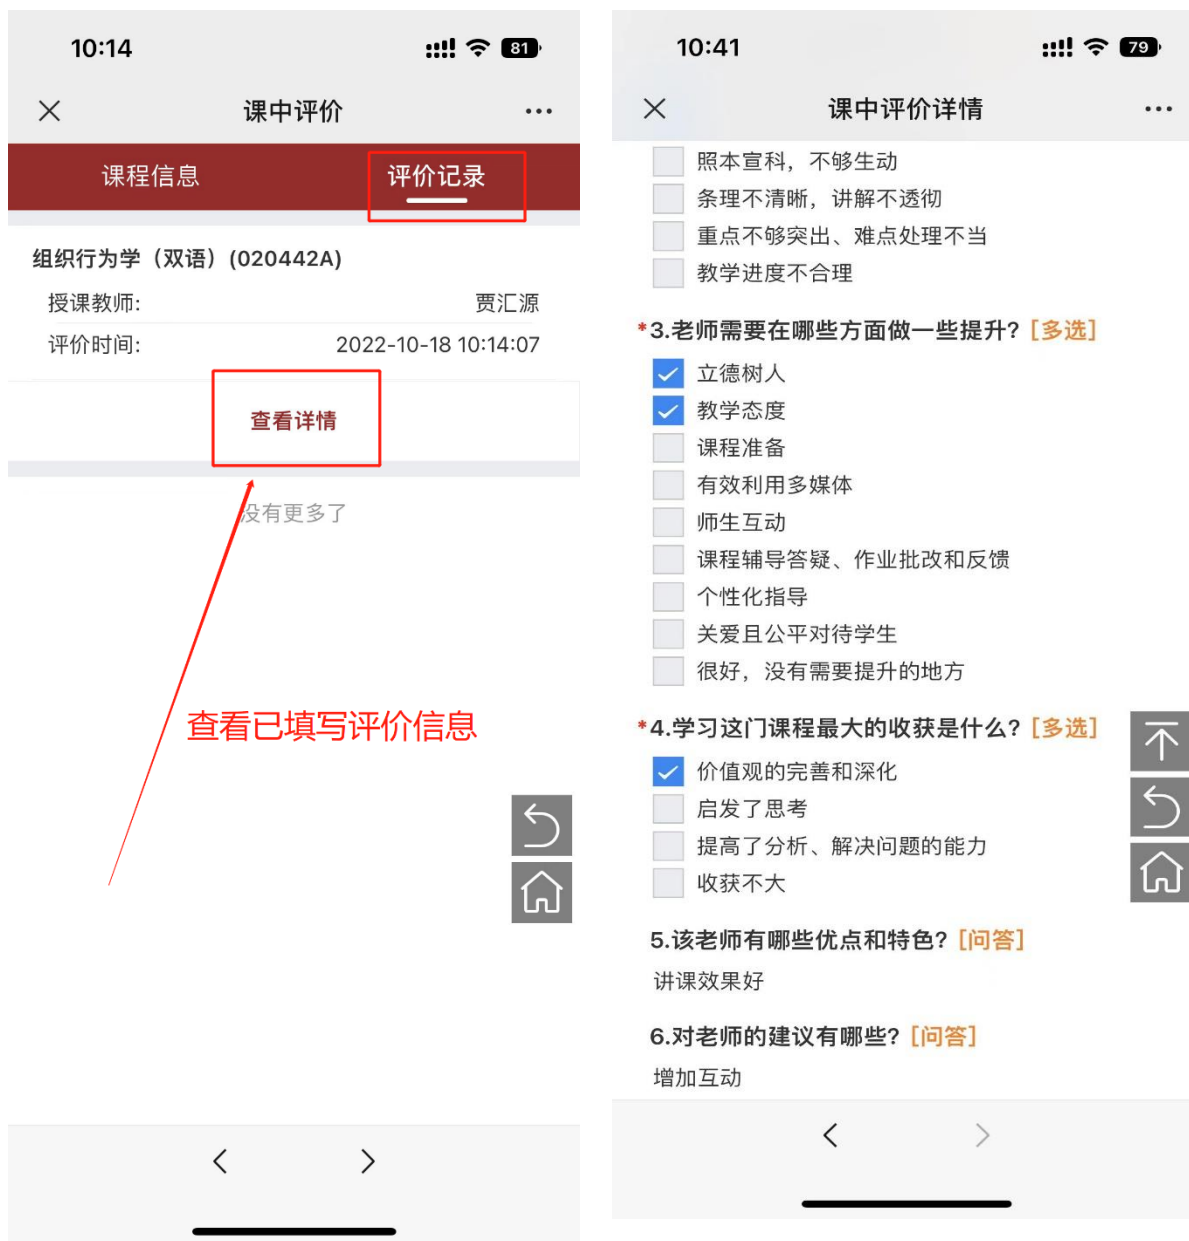 10:14
81
课中评价
课程信息
评价记录
组织行为学（双语）(020442A)
授课教师:
贾汇源
评价时间:
2022-10-18 10:14:07
查看详情
没有更多了
查看已填写评价信息
10:41
79
课中评价详情
照本宣科，不够生动
条理不清晰，讲解不透彻
重点不够突出、难点处理不当
教学进度不合理
*3.老师需要在哪些方面做一些提升? [多选]
立德树人
教学态度
课程准备
有效利用多媒体
师生互动
课程辅导答疑、作业批改和反馈
个性化指导
关爱且公平对待学生
很好，没有需要提升的地方
*4.学习这门课程最大的收获是什么? [多选]
价值观的完善和深化
启发了思考
提高了分析、解决问题的能力
收获不大
5.该老师有哪些优点和特色? [问答]
讲课效果好
6.对老师的建议有哪些? [问答]
增加互动